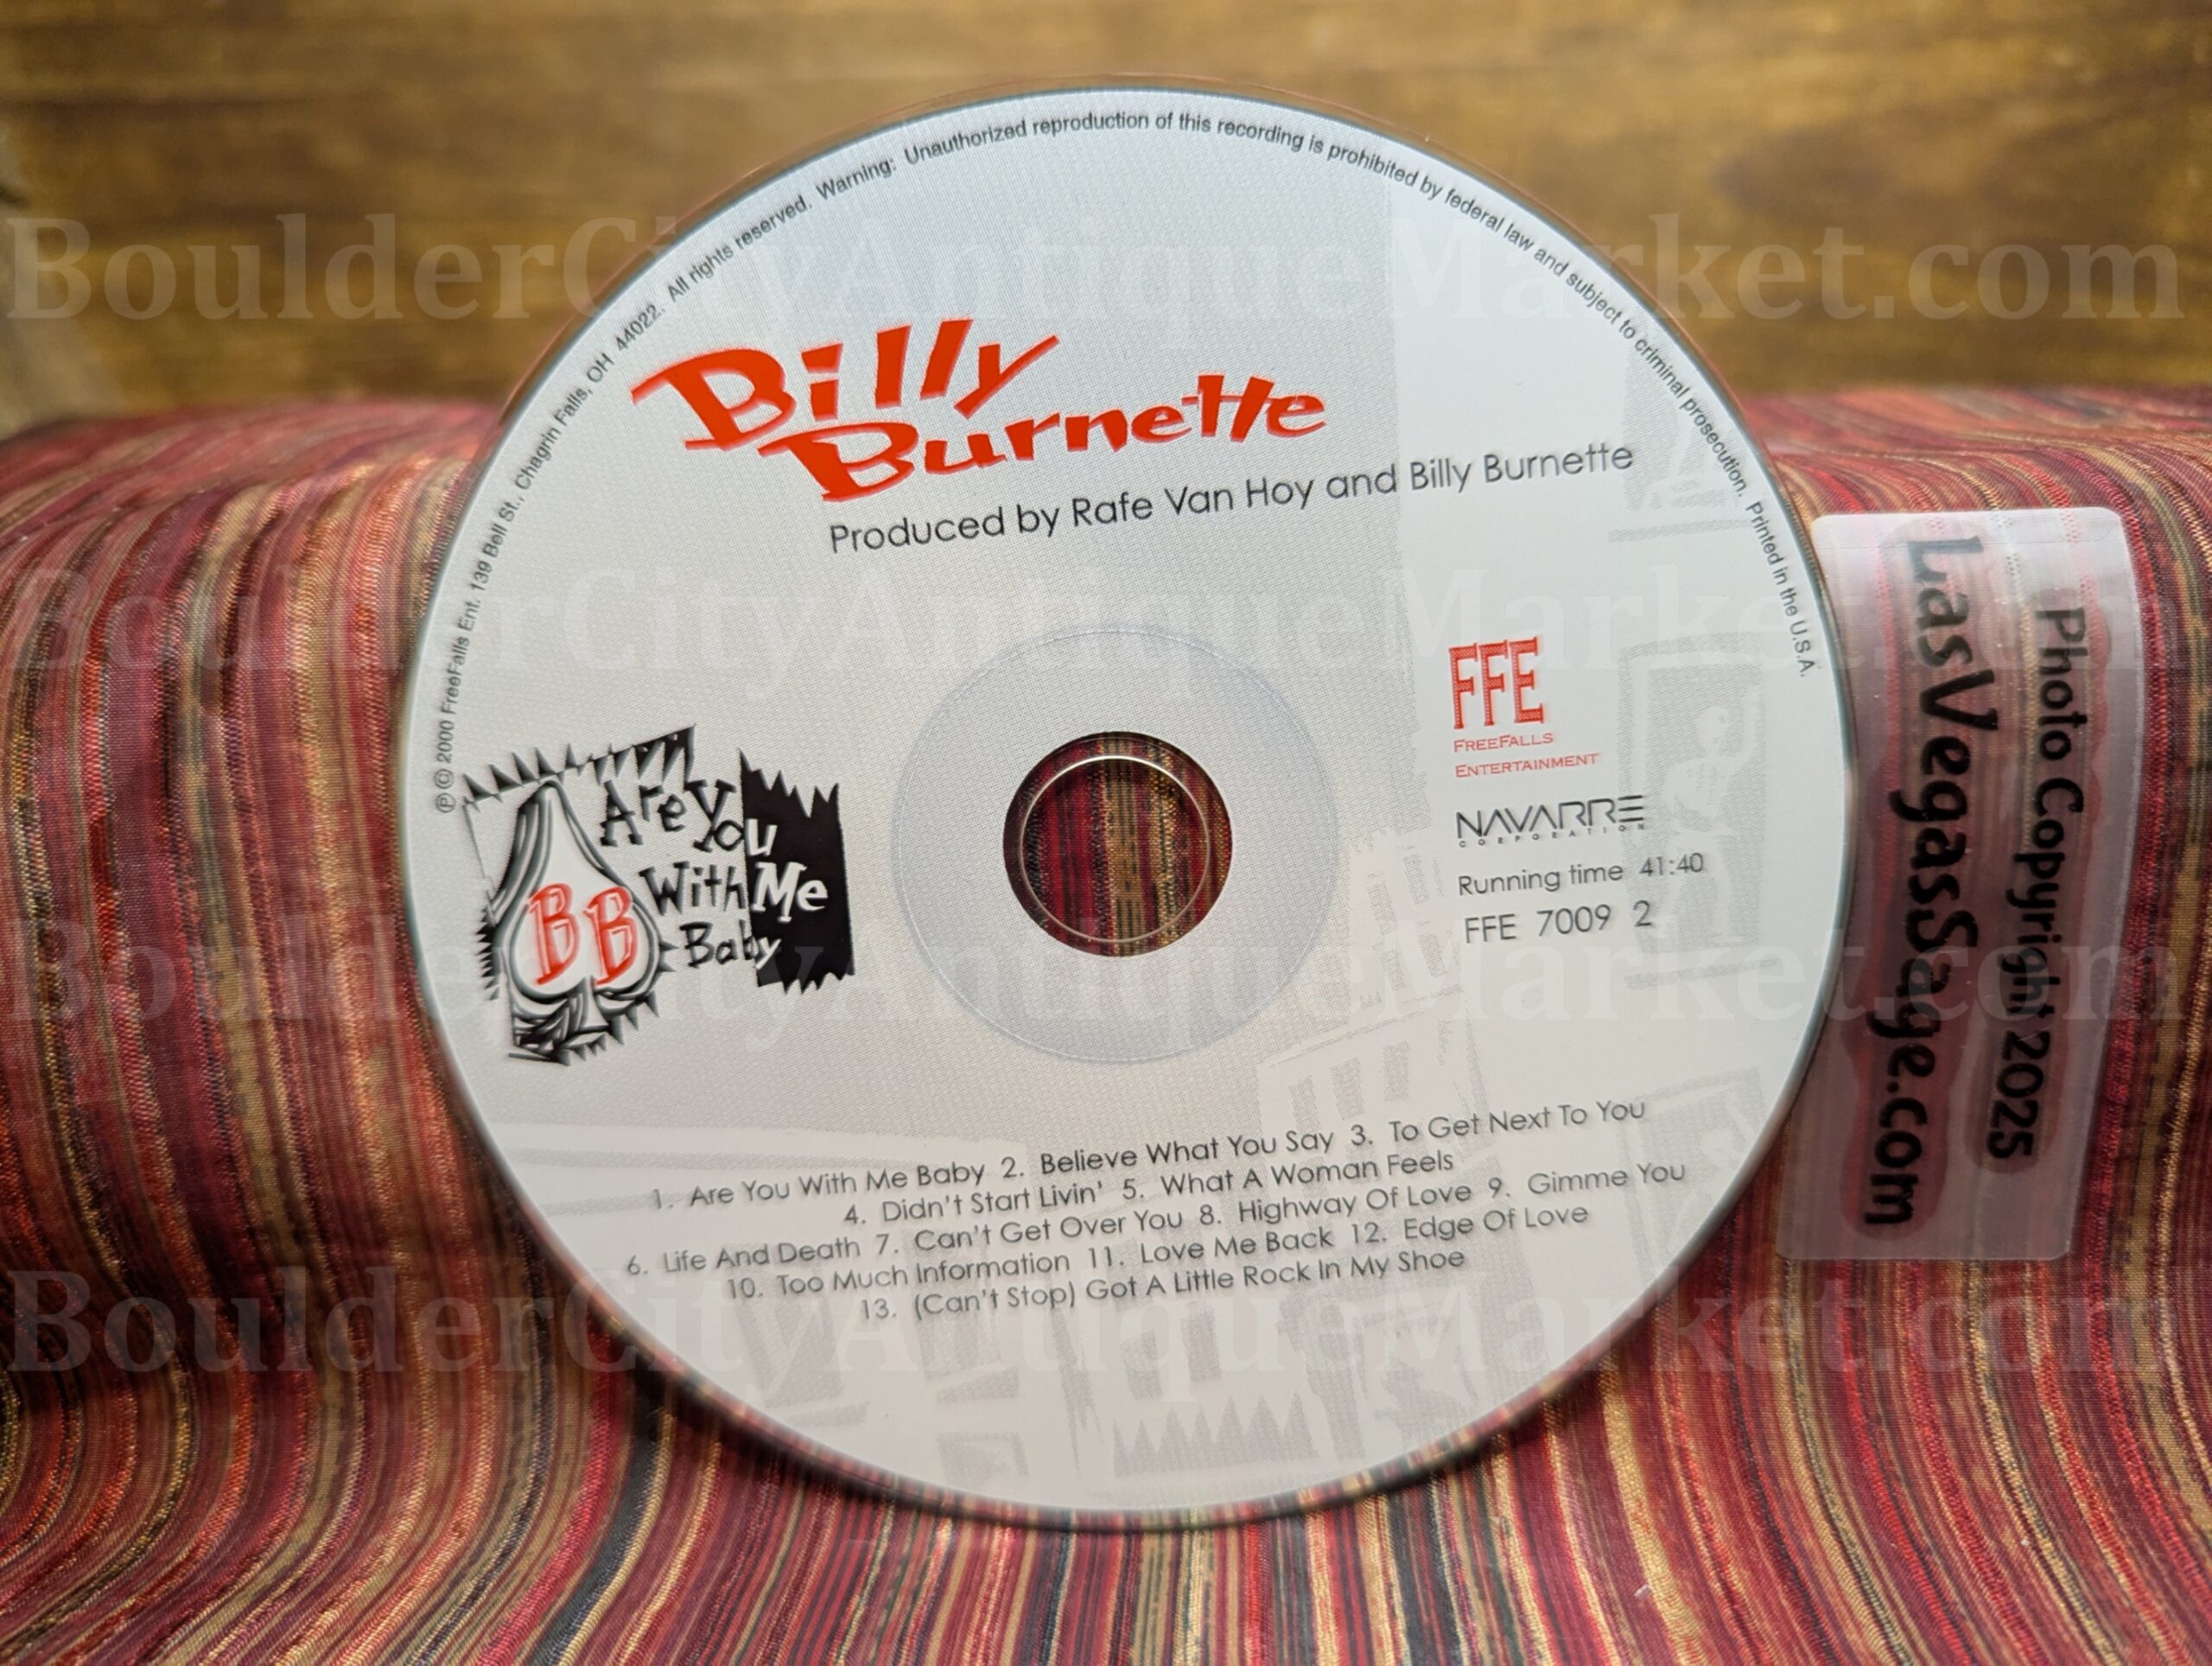 ℗ © 2000 FreeFalls Ent. 139 Bell St., Chagrin Falls, OH 44022. All rights reserved. Warning: Unauthorized reproduction of this recording is prohibited by federal law and subject to criminal prosecution. Printed in the U.S.A.
Billy
Burnette
Produced by Rafe Van Hoy and Billy Burnette
FFE
FREEFALLS
ENTERTAINMENT
NAVARRE
CORPORATION
Running time 41:40
FFE 7009 2
Are You
With Me
Baby
BB
1. Are You With Me Baby 2. Believe What You Say 3. To Get Next To You
4. Didn't Start Livin' 5. What A Woman Feels
6. Life And Death 7. Can't Get Over You 8. Highway Of Love 9. Gimme You
10. Too Much Information 11. Love Me Back 12. Edge Of Love
13. (Can't Stop) Got A Little Rock In My Shoe
Photo Copyright 2025
LasVegasSage.com
BoulderCityAntiqueMarket.com
BoulderCityAntiqueMarket.com
BoulderCityAntiqueMarket.com
BoulderCityAntiqueMarket.com